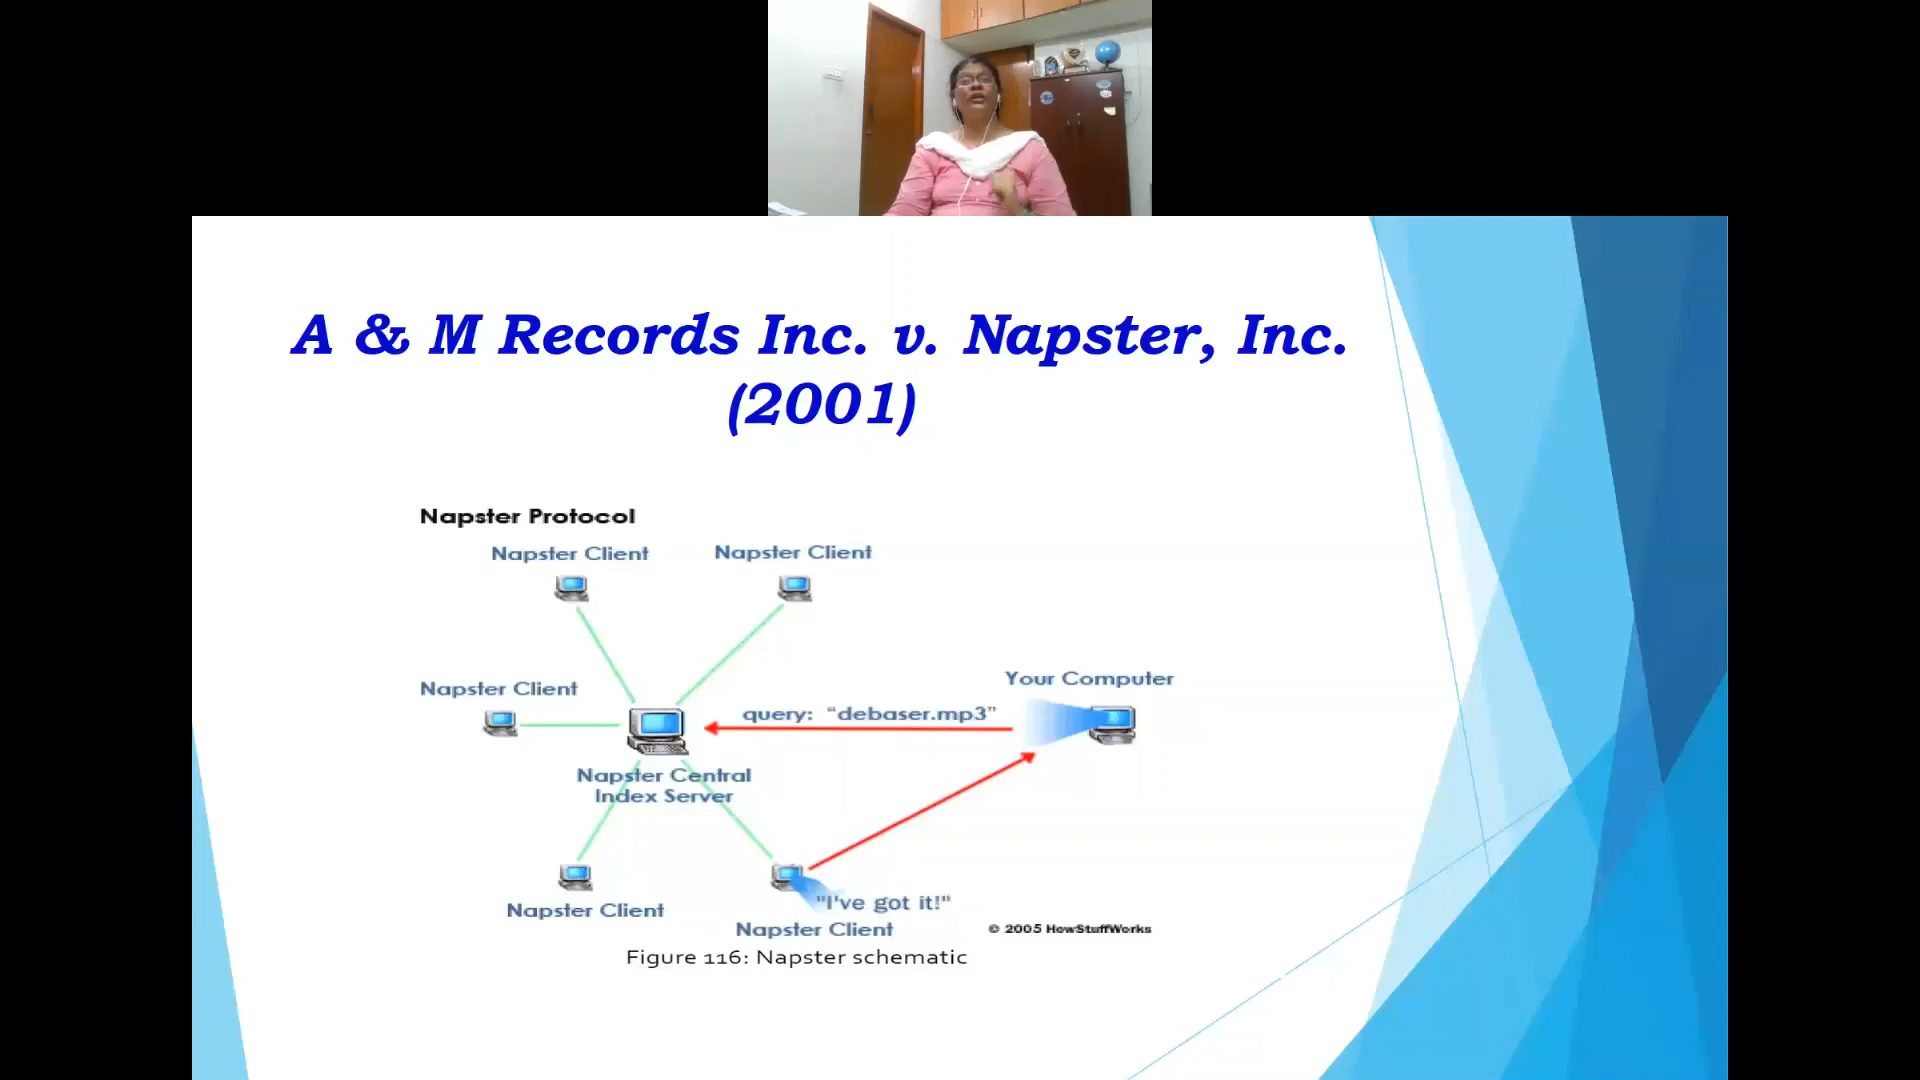 A & M Records Inc. v. Napster, Inc.
(2001)
Napster Protocol
Napster Client
Napster Client
Napster Client
Your Computer
query: “debaser.mp3”
Napster Central
Index Server
Napster Client
"I've got it!"
Napster Client
© 2005 HowStuffWorks
Figure 116: Napster schematic